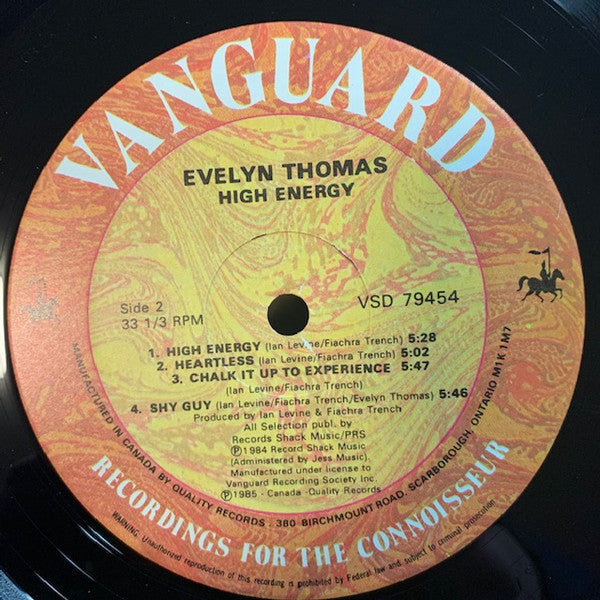 VANGUARD
EVELYN THOMAS
HIGH ENERGY
Side 2
33 1/3 RPM
VSD 79454
1. HIGH ENERGY (Ian Levine/Fiachra Trench) 5:28
2. HEARTLESS (Ian Levine/Fiachra Trench) 5:02
3. CHALK IT UP TO EXPERIENCE 5:47
(Ian Levine/Fiachra Trench)
4. SHY GUY (Ian Levine/Fiachra Trench/Evelyn Thomas) 5:46
Produced by Ian Levine & Fiachra Trench
All Selection publ. by
Records Shack Music/PRS
℗1984 Record Shack Music
(Administered by Jess Music).
Manufactured under license to
Vanguard Recording Society Inc.
℗1985 - Canada - Quality Records
MANUFACTURED IN CANADA BY QUALITY RECORDS . 380 BIRCHMOUNT ROAD, SCARBOROUGH, ONTARIO M1K 1M7
RECORDINGS FOR THE CONNOISSEUR
WARNING: Unauthorized reproduction of this recording is prohibited by Federal law and subject to criminal prosecution